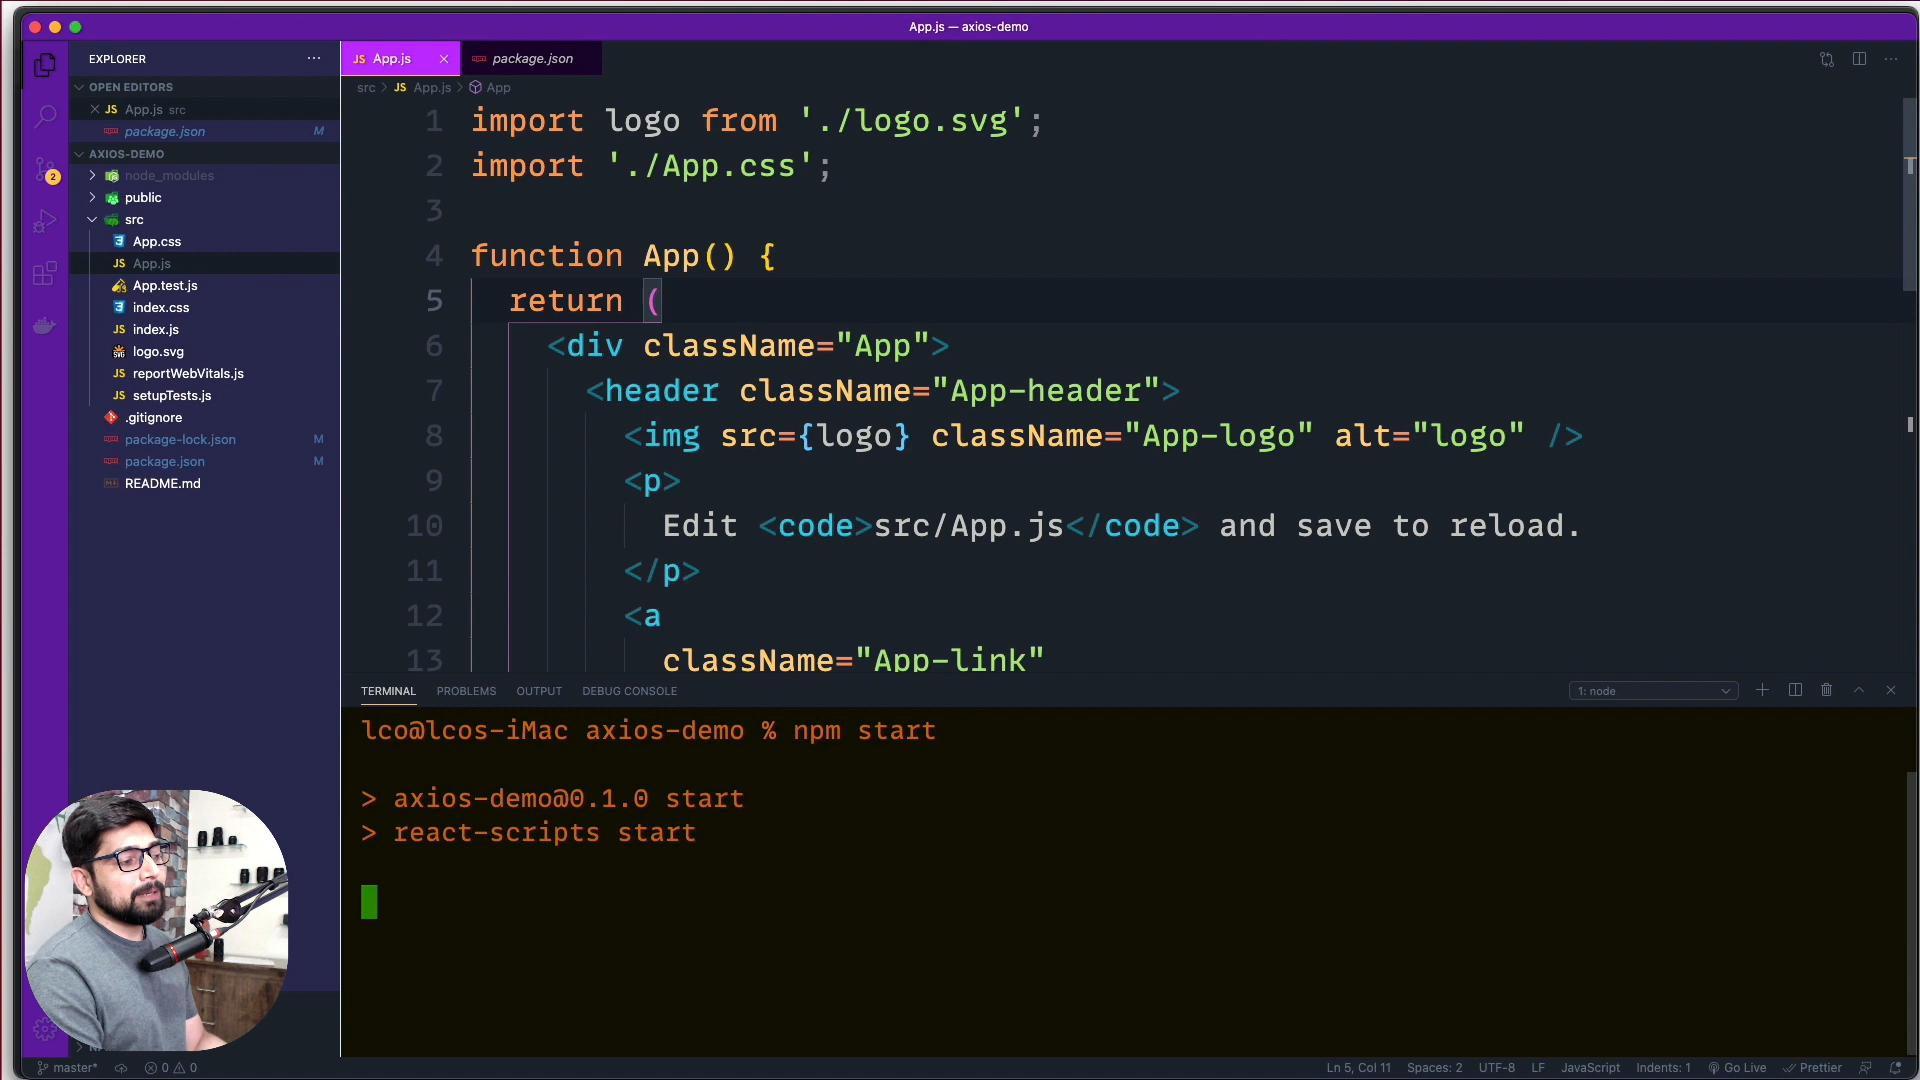 App.js — axios-demo
EXPLORER
OPEN EDITORS
App.js src
package.json M
AXIOS-DEMO
node_modules
public
src
App.css
App.js
App.test.js
index.css
index.js
logo.svg
reportWebVitals.js
setupTests.js
.gitignore
package-lock.json M
package.json M
README.md
2
JS App.js
package.json
src > JS App.js > App
1 import logo from './logo.svg';
2 import './App.css';
3
4 function App() {
5 return (
6 <div className="App">
7 <header className="App-header">
8 <img src={logo} className="App-logo" alt="logo" />
9 <p>
10 Edit <code>src/App.js</code> and save to reload.
11 </p>
12 <a
13 className="App-link"
TERMINAL PROBLEMS OUTPUT DEBUG CONSOLE
1: node
lco@lcos-iMac axios-demo % npm start
> axios-demo@0.1.0 start
> react-scripts start
master* 0 0
Ln 5, Col 11 Spaces: 2 UTF-8 LF JavaScript Indents: 1 Go Live Prettier